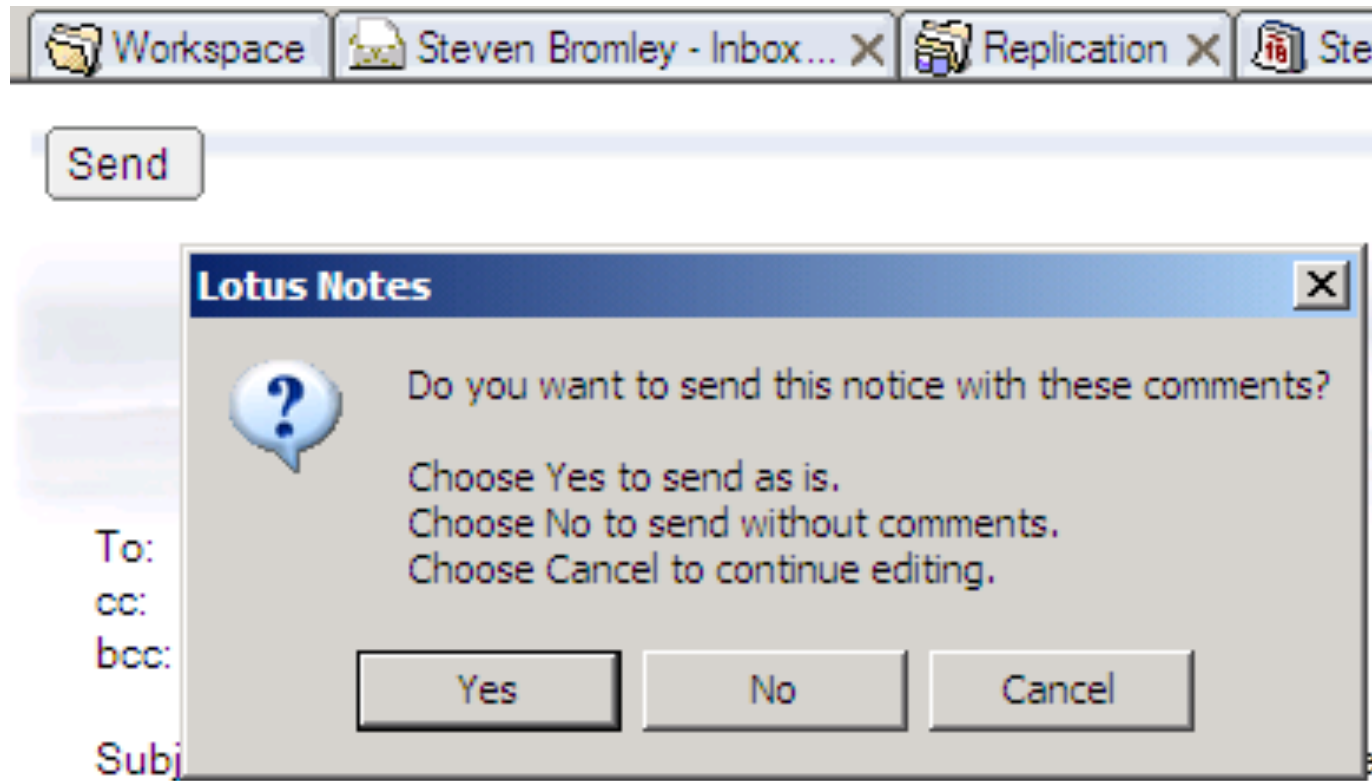 Workspace Steven Bromley - Inbox... Replication Ste
Send
Lotus Notes
Do you want to send this notice with these comments?
Choose Yes to send as is.
Choose No to send without comments.
Choose Cancel to continue editing.
To:
cc:
bcc:
Yes No Cancel
Subj